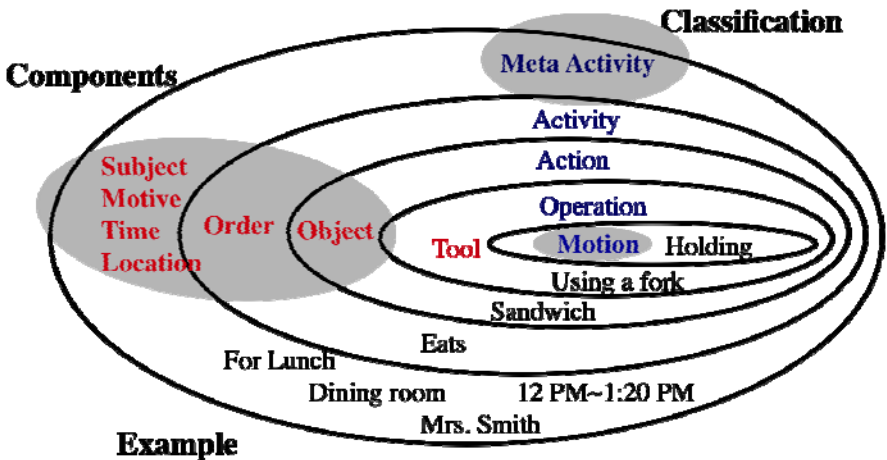 Classification
Components
Meta Activity
Activity
Action
Operation
Subject
Motive
Time
Location
Order
Object
Tool
Motion
Holding
Using a fork
Sandwich
Eats
For Lunch
Dining room
12 PM~1:20 PM
Mrs. Smith
Example